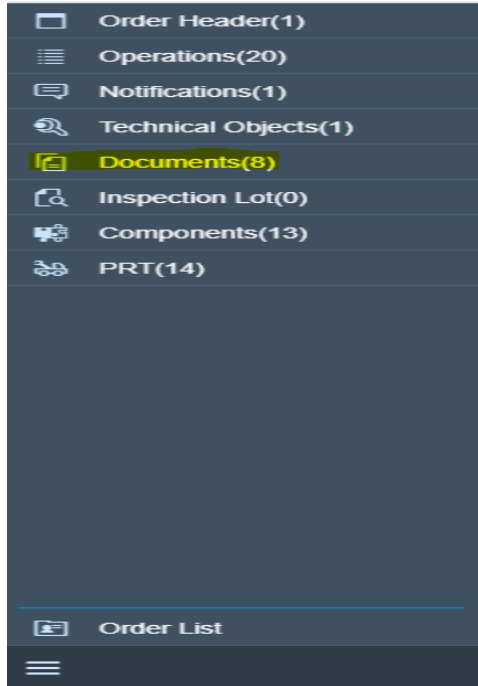 Order Header(1)
Operations(20)
Notifications(1)
Technical Objects(1)
Documents(8)
Inspection Lot(0)
Components(13)
PRT(14)
Order List